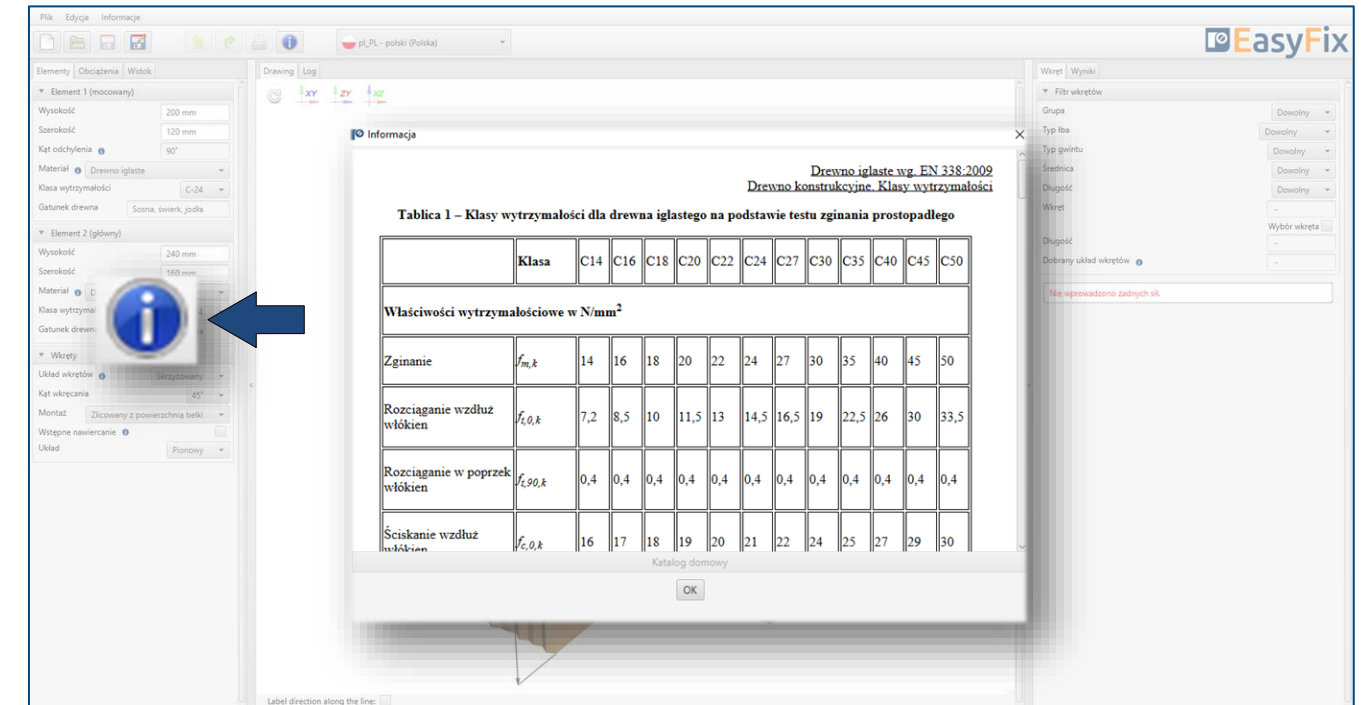 Plik Edycja Informacje
pl_PL - polski (Polska)
EasyFix
Elementy Obciążenia Widok
Element 1 (mocowany)
Wysokość 200 mm
Szerokość 120 mm
Kąt odchylenia 90°
Materiał Drewno iglaste
Klasa wytrzymałości C-24
Gatunek drewna Sosna, świerk, jodła
Element 2 (główny)
Wysokość 240 mm
Szerokość 160 mm
Materiał D
Klasa wytrzymał
Gatunek drewn
Wkręty
Układ wkrętów Skrzyżowany
Kąt wkręcania 45°
Montaż Zlicowany z powierzchnią belki
Wstępne nawiercanie
Układ Pionowy
Drawing Log
XY ZY XZ
Informacja
Drewno iglaste wg. EN 338:2009
Drewno konstrukcyjne. Klasy wytrzymałości
Tablica 1 – Klasy wytrzymałości dla drewna iglastego na podstawie testu zginania prostopadłego
Klasa C14 C16 C18 C20 C22 C24 C27 C30 C35 C40 C45 C50
Właściwości wytrzymałościowe w N/mm²
Zginanie fm,k 14 16 18 20 22 24 27 30 35 40 45 50
Rozciąganie wzdłuż
włókien ft,0,k 7,2 8,5 10 11,5 13 14,5 16,5 19 22,5 26 30 33,5
Rozciąganie w poprzek
włókien ft,90,k 0,4 0,4 0,4 0,4 0,4 0,4 0,4 0,4 0,4 0,4 0,4 0,4
Ściskanie wzdłuż
włókien fc,0,k 16 17 18 19 20 21 22 24 25 27 29 30
Katalog domowy
OK
Label direction along the line:
Wkręt Wyniki
Filtr wkrętów
Grupa Dowolny
Typ łba Dowolny
Typ gwintu Dowolny
Średnica Dowolny
Długość Dowolny
Wkręt -
Wybór wkręta
Długość -
Dobrany układ wkrętów -
Nie wprowadzono żadnych sił.